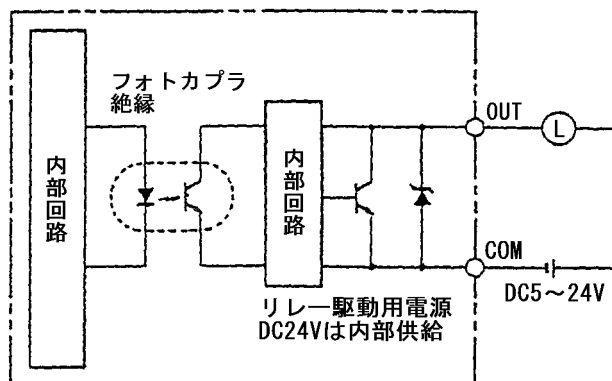 フォトカプラ
絶縁
内部回路
内部回路
OUT
L
COM
DC5～24V
リレー駆動用電源
DC24Vは内部供給